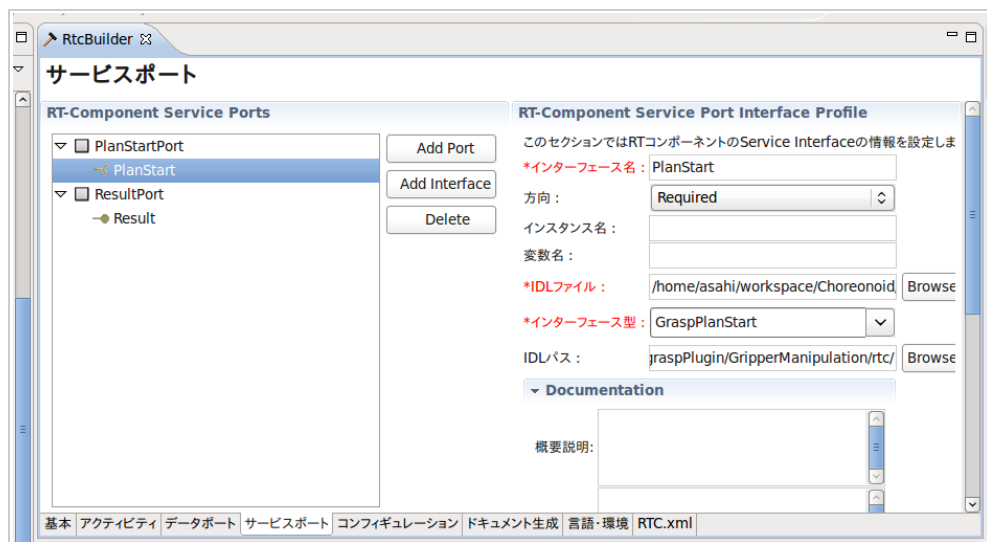 RtcBuilder
サービスポート
RT-Component Service Ports
PlanStartPort
PlanStart
ResultPort
Result
Add Port
Add Interface
Delete
RT-Component Service Port Interface Profile
このセクションではRTコンポーネントのService Interfaceの情報を設定しま
*インターフェース名 : PlanStart
方向 : Required
インスタンス名 :
変数名 :
*IDLファイル : /home/asahi/workspace/Choreonoid, Browse
*インターフェース型 : GraspPlanStart
IDLパス : graspPlugin/GripperManipulation/rtc/ Browse
Documentation
概要説明:
基本 アクティビティ データポート サービスポート コンフィギュレーション ドキュメント生成 言語・環境 RTC.xml